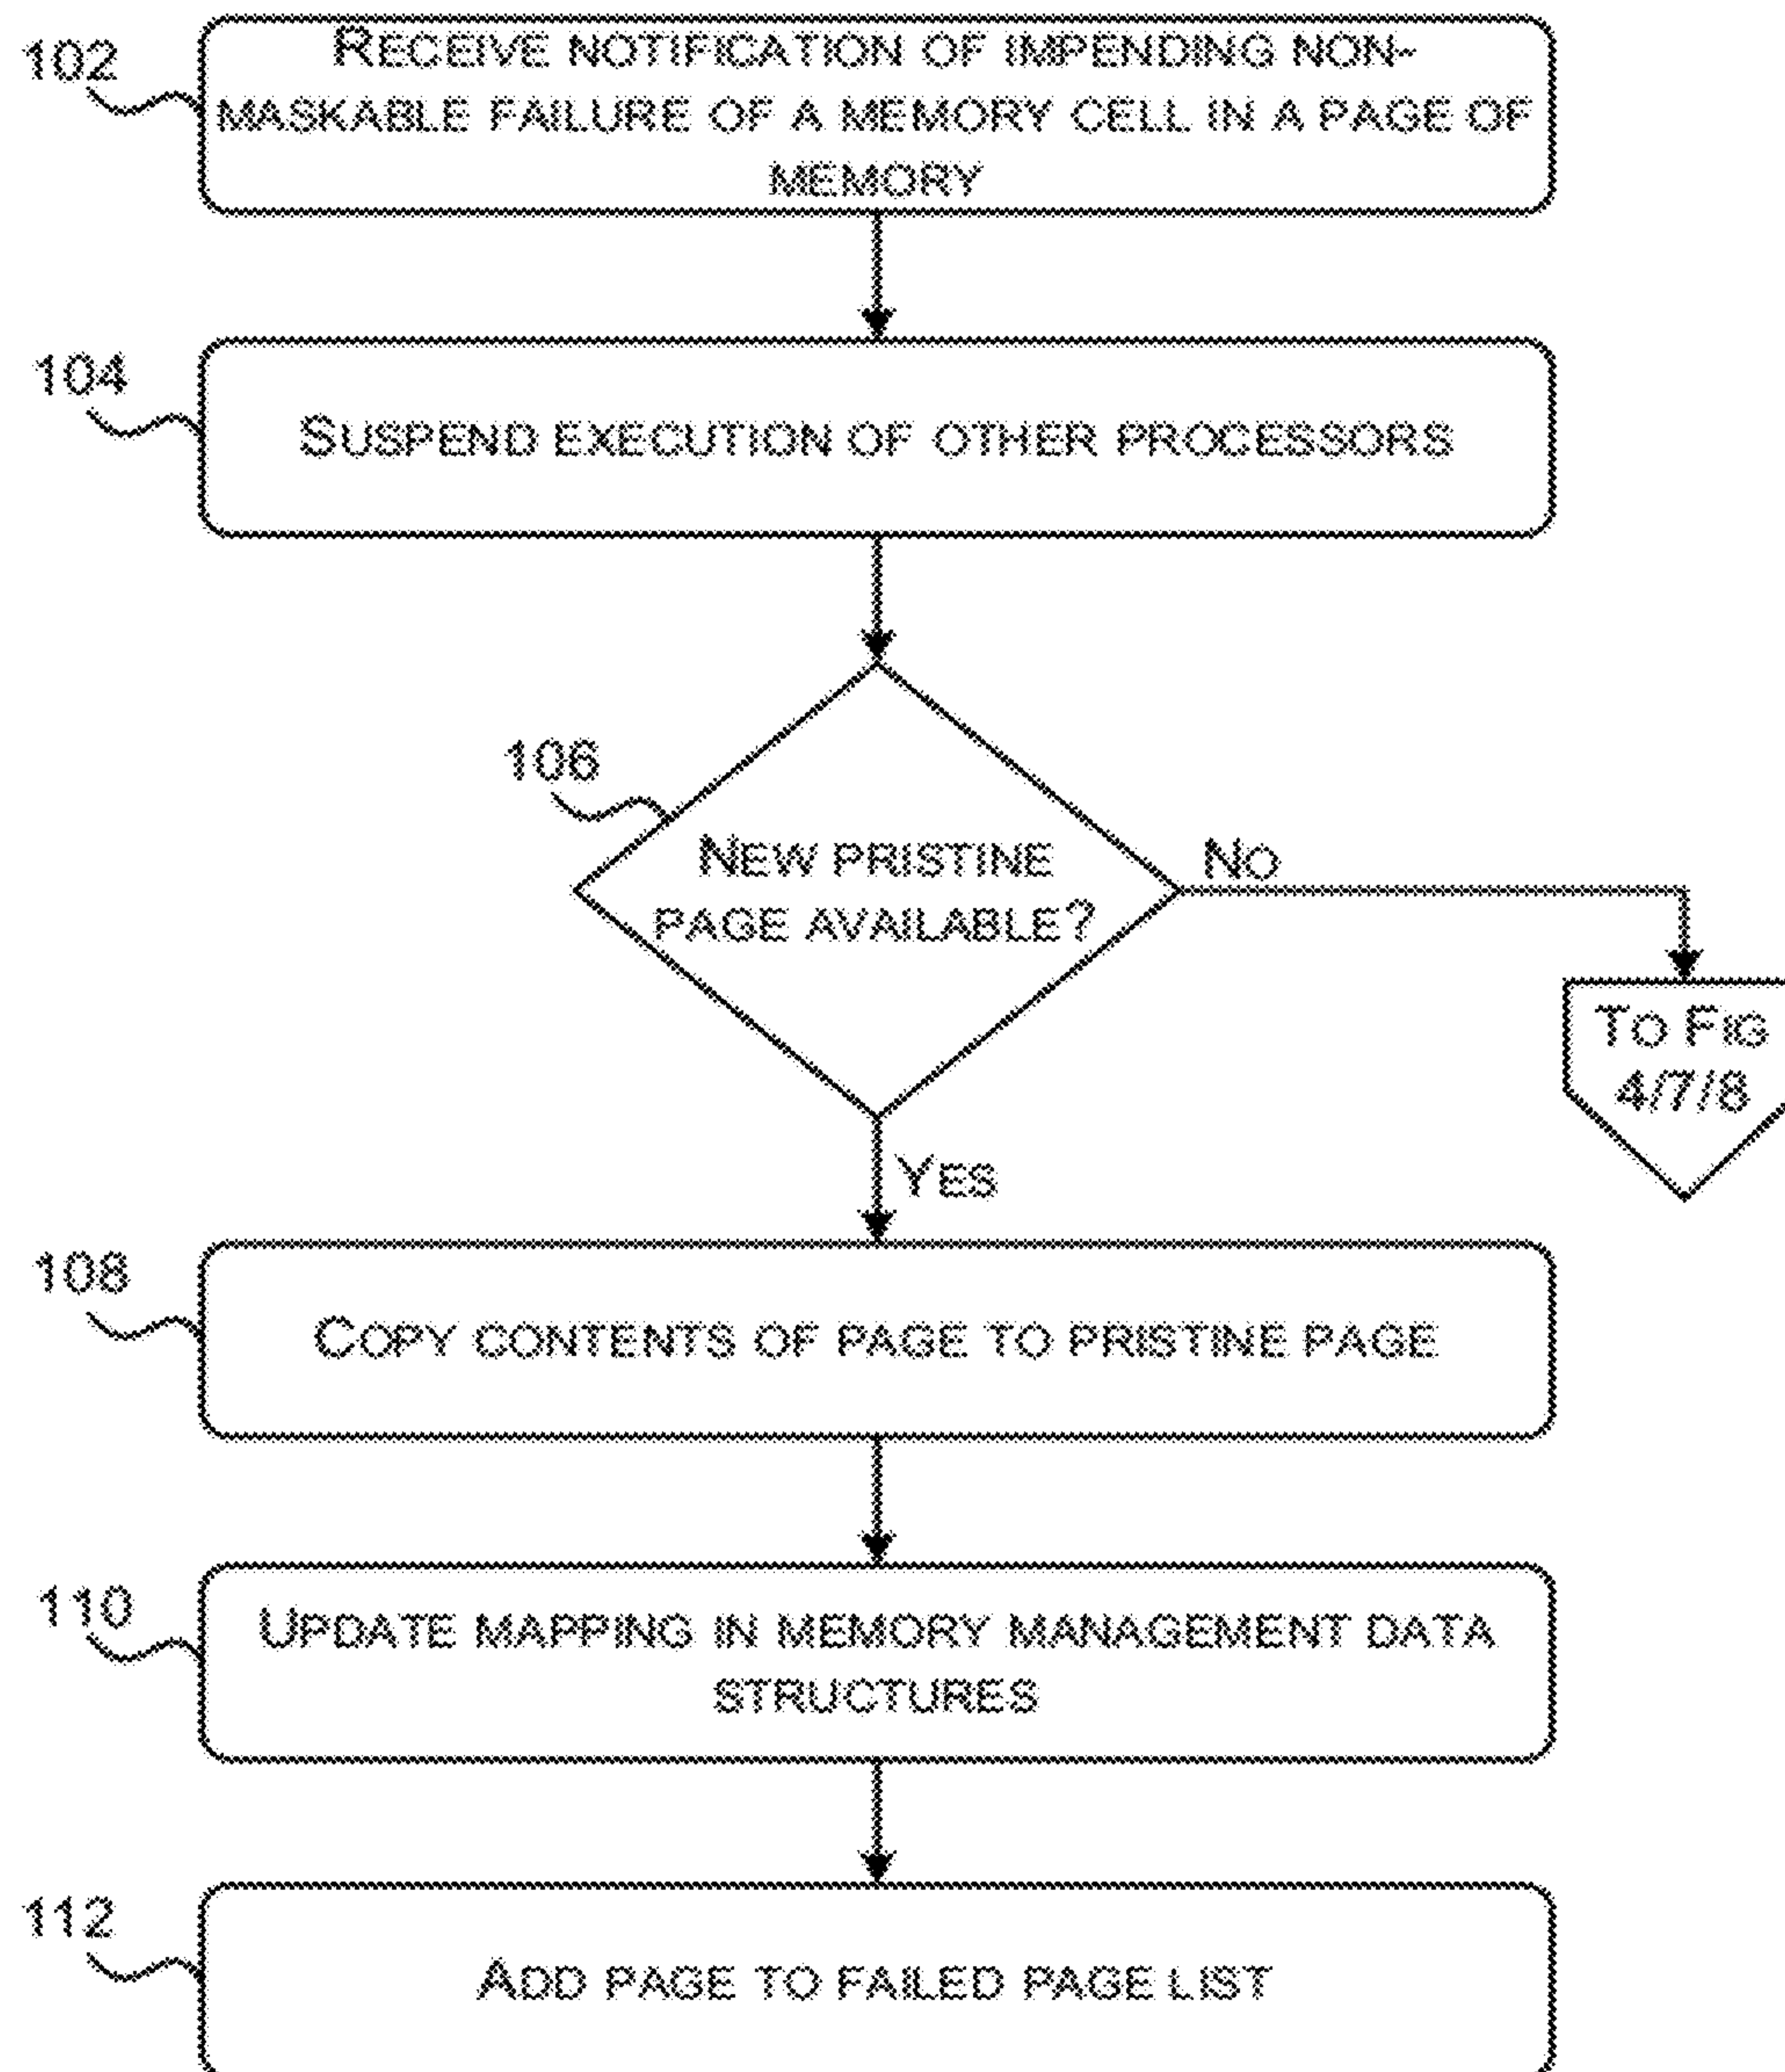 102
RECEIVE NOTIFICATION OF IMPENDING NON-
MASKABLE FAILURE OF A MEMORY CELL IN A PAGE OF
MEMORY
104
SUSPEND EXECUTION OF OTHER PROCESSORS
106
NEW PRISTINE
PAGE AVAILABLE?
NO
TO FIG
4/7/8
YES
108
COPY CONTENTS OF PAGE TO PRISTINE PAGE
110
UPDATE MAPPING IN MEMORY MANAGEMENT DATA
STRUCTURES
112
ADD PAGE TO FAILED PAGE LIST